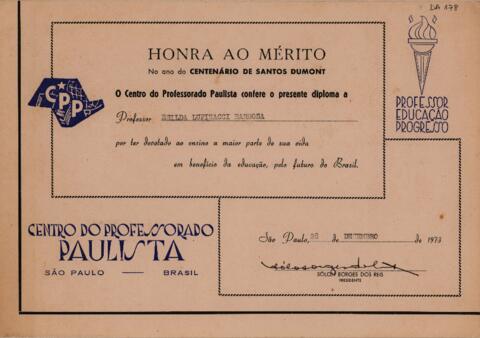 DA 178
HONRA AO MÉRITO
No ano do CENTENÁRIO DE SANTOS DUMONT
O Centro do Professorado Paulista confere o presente diploma a
Professor LUPINACCI BARBOSA
por ter devotado ao ensino a maior parte de sua vida
em benefício da educação, pelo futuro do Brasil.
CPP
PROFESSOR
EDUCAÇÃO
PROGRESSO
CENTRO DO PROFESSORADO
PAULISTA
SÃO PAULO — BRASIL
São Paulo, de de 1973
SÓLON BORGES DOS REIS
PRESIDENTE